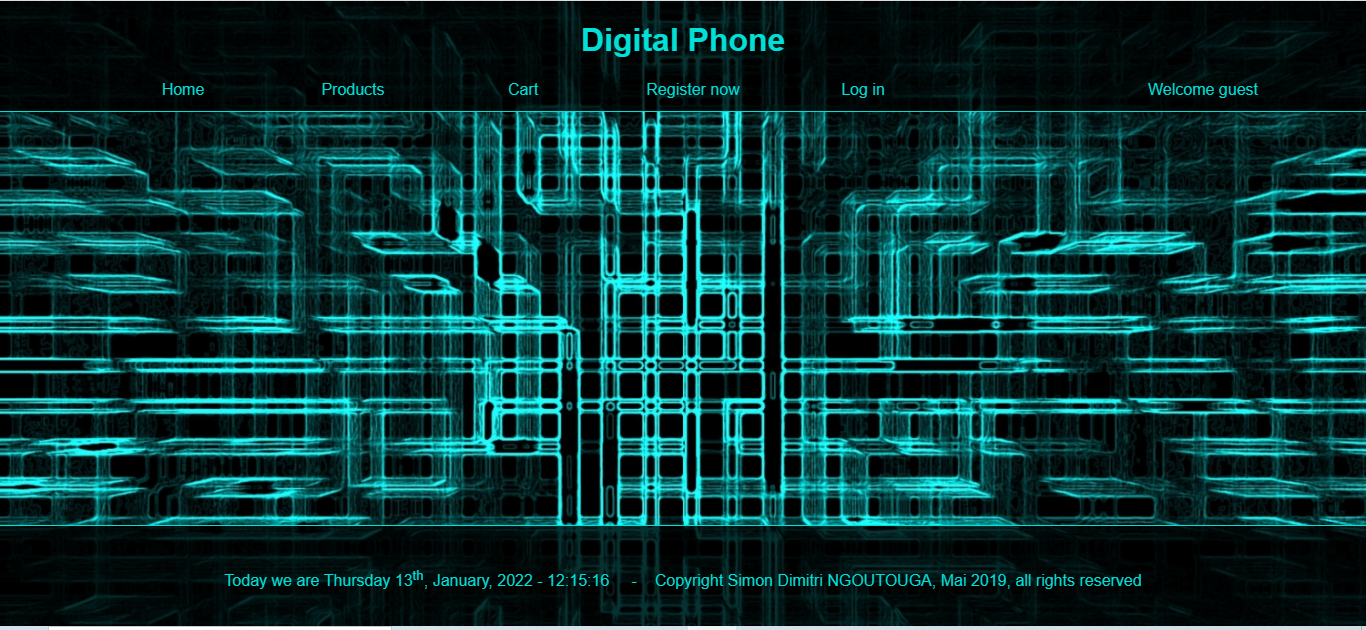 Digital Phone
Home Products Cart Register now Log in Welcome guest
Today we are Thursday 13th, January, 2022 - 12:15:16 - Copyright Simon Dimitri NGOUTOUGA, Mai 2019, all rights reserved